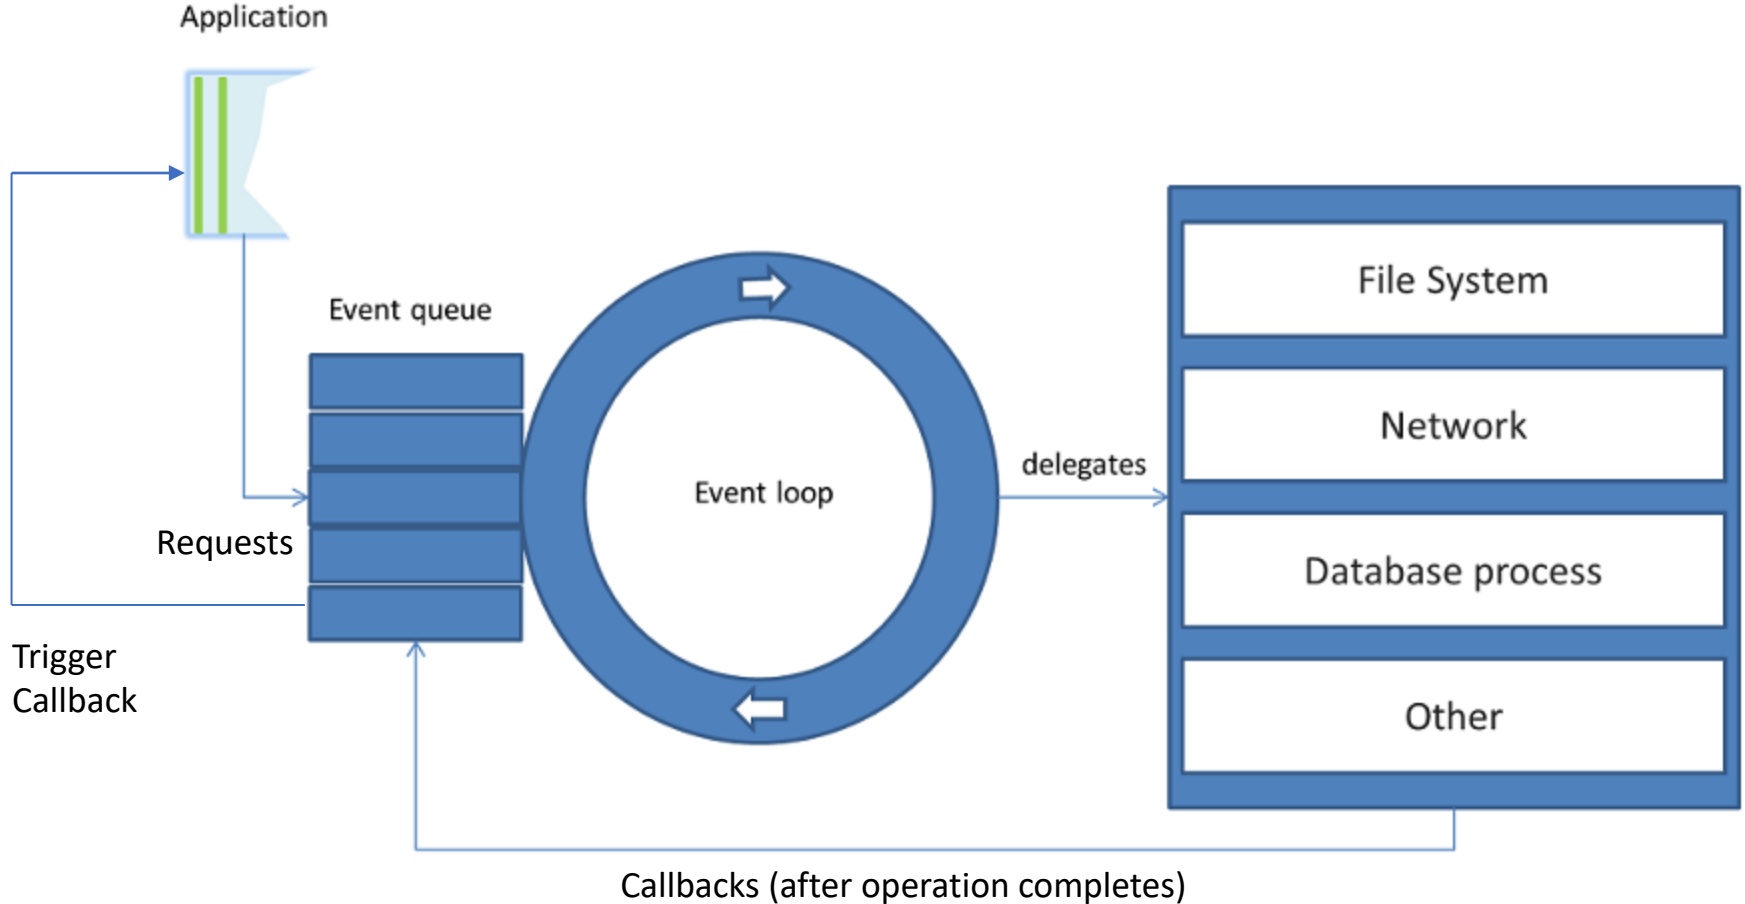 Application
Event queue
Requests
Trigger
Callback
Event loop
delegates
File System
Network
Database process
Other
Callbacks (after operation completes)